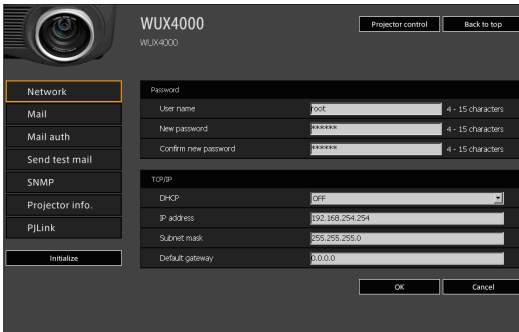 WUX4000
WUX4000
Projector control
Back to top
Network
Mail
Mail auth
Send test mail
SNMP
Projector info.
PJLink
Initialize
Password
User name root 4 - 15 characters
New password ****** 4 - 15 characters
Confirm new password ****** 4 - 15 characters
TCP/IP
DHCP OFF
IP address 192.168.254.254
Subnet mask 255.255.255.0
Default gateway 0.0.0.0
OK Cancel